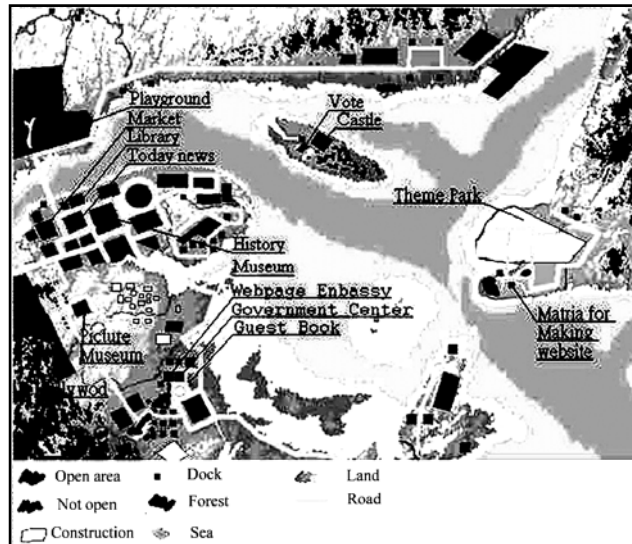 Playground
Market
Library
Today news
Vote
Castle
Theme Park
History
Museum
Webpage Enbassy
Government Center
Guest Book
Picture
Museum
Matria for
Making
website
Open area
Dock
Land
Not open
Forest
Road
Construction
Sea